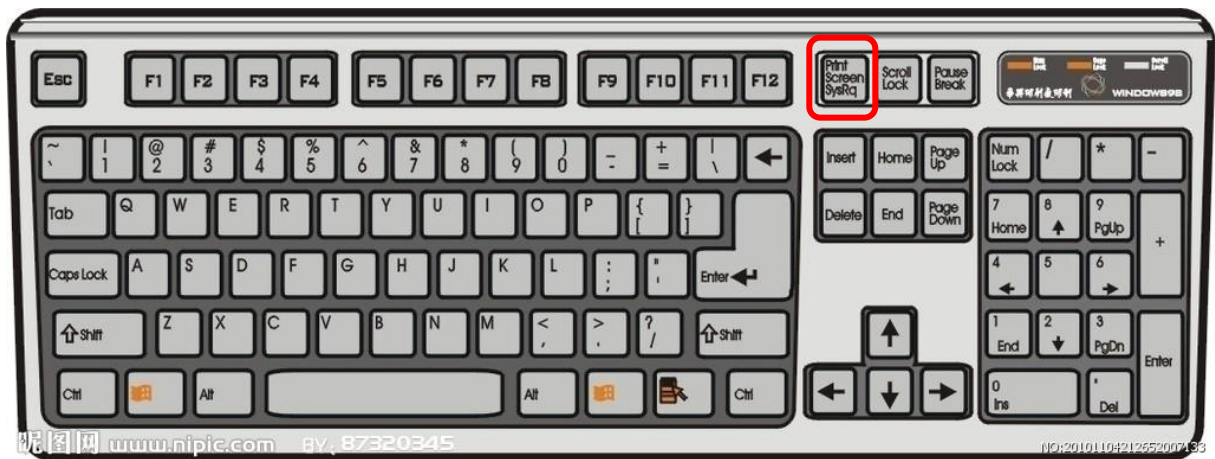 Esc F1 F2 F3 F4 F5 F6 F7 F8 F9 F10 F11 F12
Print Screen SysRq
Scroll Lock
Pause Break
WINDOWS98
~ ` ! 1 @ 2 # 3 $ 4 % 5 ^ 6 & 7 * 8 ( 9 ) 0 _ - + = | \
Insert Home Page Up
Num Lock / * -
Tab Q W E R T Y U I O P { [ } ]
Delete End Page Down
7 Home 8 9 PgUp +
Caps Lock A S D F G H J K L : ; " ' Enter
4 5 6
Shift Z X C V B N M < , > . ? / Shift
1 End 2 3 PgDn Enter
Ctrl Alt Alt Ctrl
0 Ins . Del
昵图网 www.nipic.com BY: 87320345
NO:20101104212652007133